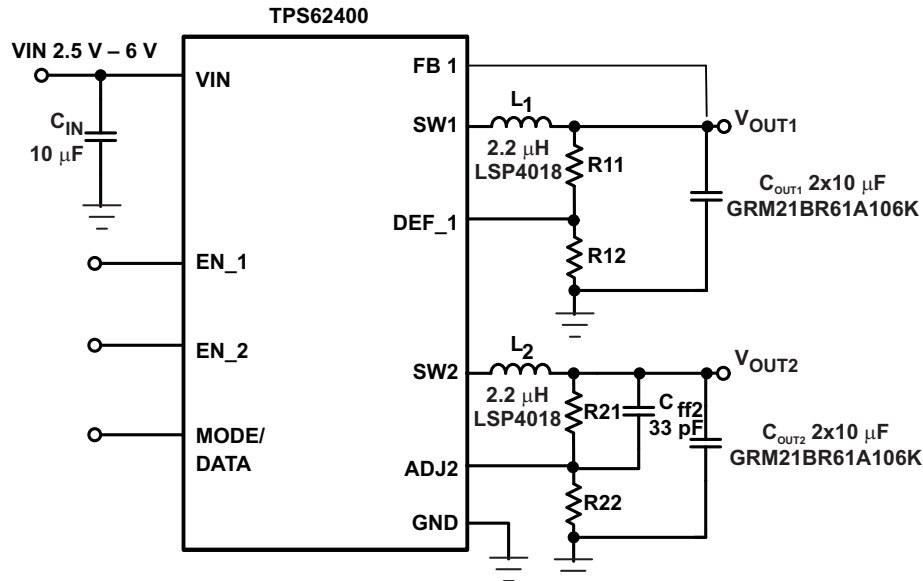 TPS62400
VIN 2.5 V – 6 V
VIN
FB 1
C_IN
10 μF
L_1
SW1
V_OUT1
2.2 μH
LSP4018
R11
C_OUT1 2x10 μF
GRM21BR61A106K
DEF_1
R12
EN_1
EN_2
L_2
SW2
V_OUT2
2.2 μH
LSP4018
R21
C_ff2
33 pF
C_OUT2 2x10 μF
GRM21BR61A106K
MODE/
DATA
ADJ2
R22
GND